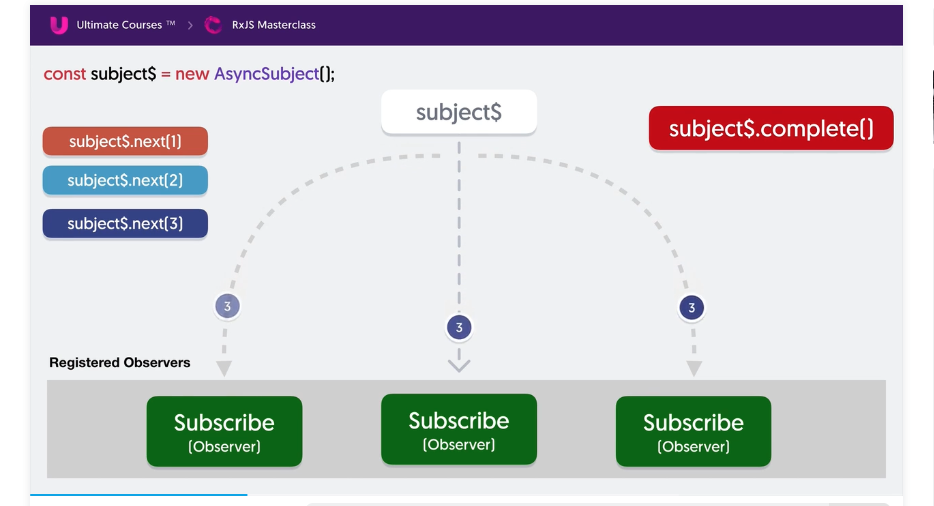 Ultimate Courses ™ > RxJS Masterclass
const subject$ = new AsyncSubject();
subject$
subject$.complete()
subject$.next(1)
subject$.next(2)
subject$.next(3)
3
3
3
Registered Observers
Subscribe
(Observer)
Subscribe
(Observer)
Subscribe
(Observer)